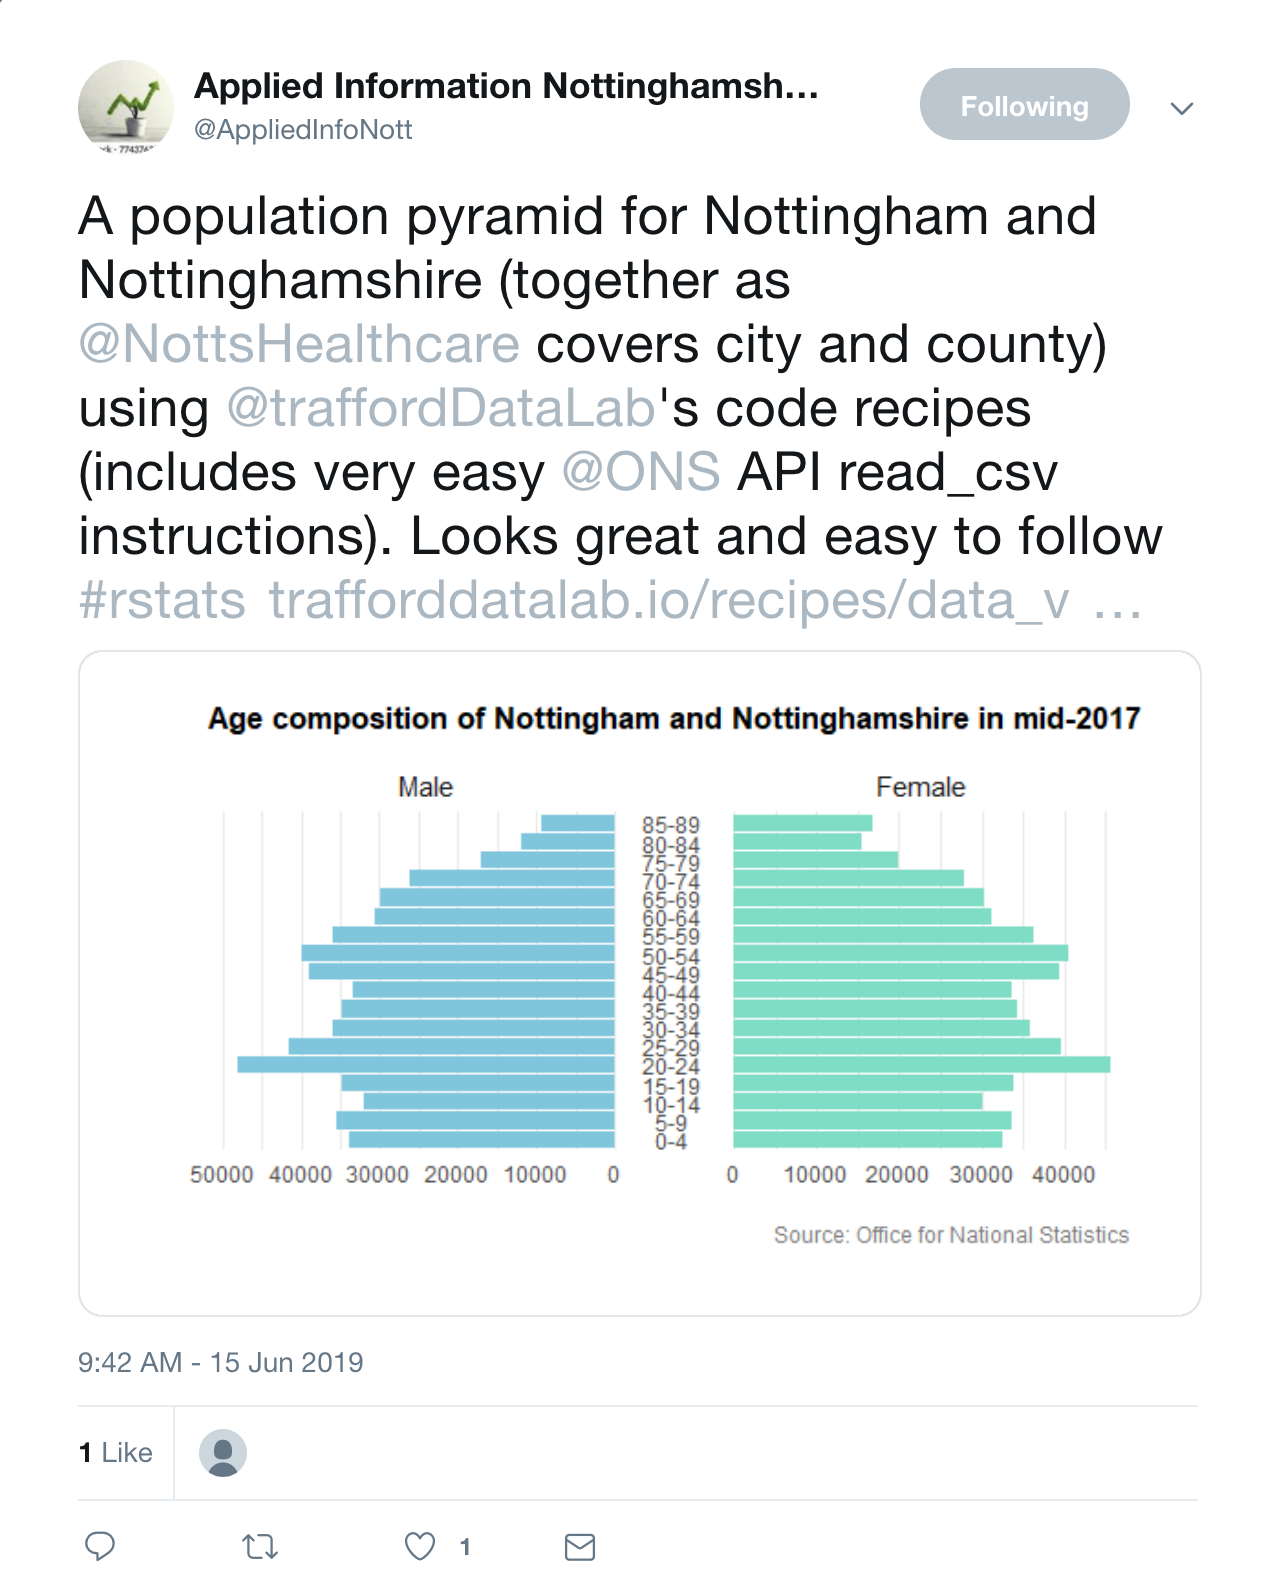 Applied Information Nottinghamsh...
@AppliedInfoNott
Following
A population pyramid for Nottingham and
Nottinghamshire (together as
@NottsHealthcare covers city and county)
using @traffordDataLab's code recipes
(includes very easy @ONS API read_csv
instructions). Looks great and easy to follow
#rstats trafforddatalab.io/recipes/data_v …
Age composition of Nottingham and Nottinghamshire in mid-2017
Male Female
85-89
80-84
75-79
70-74
65-69
60-64
55-59
50-54
45-49
40-44
35-39
30-34
25-29
20-24
15-19
10-14
5-9
0-4
50000 40000 30000 20000 10000 0 0 10000 20000 30000 40000
Source: Office for National Statistics
9:42 AM - 15 Jun 2019
1 Like
1